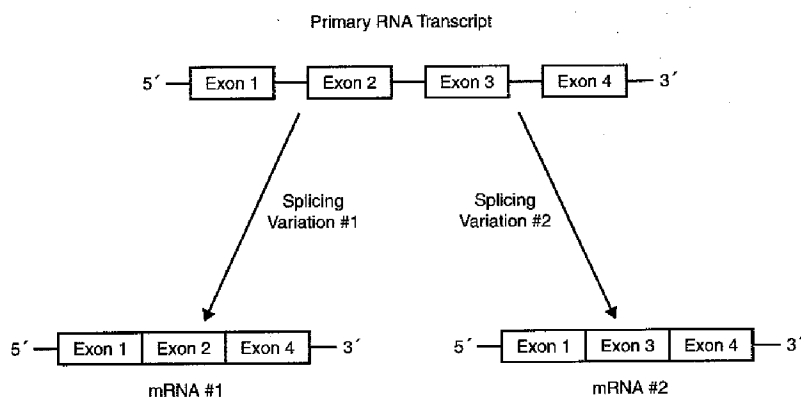 Primary RNA Transcript
5′ Exon 1 Exon 2 Exon 3 Exon 4 3′
Splicing
Variation #1
Splicing
Variation #2
5′ Exon 1 Exon 2 Exon 4 3′
mRNA #1
5′ Exon 1 Exon 3 Exon 4 3′
mRNA #2